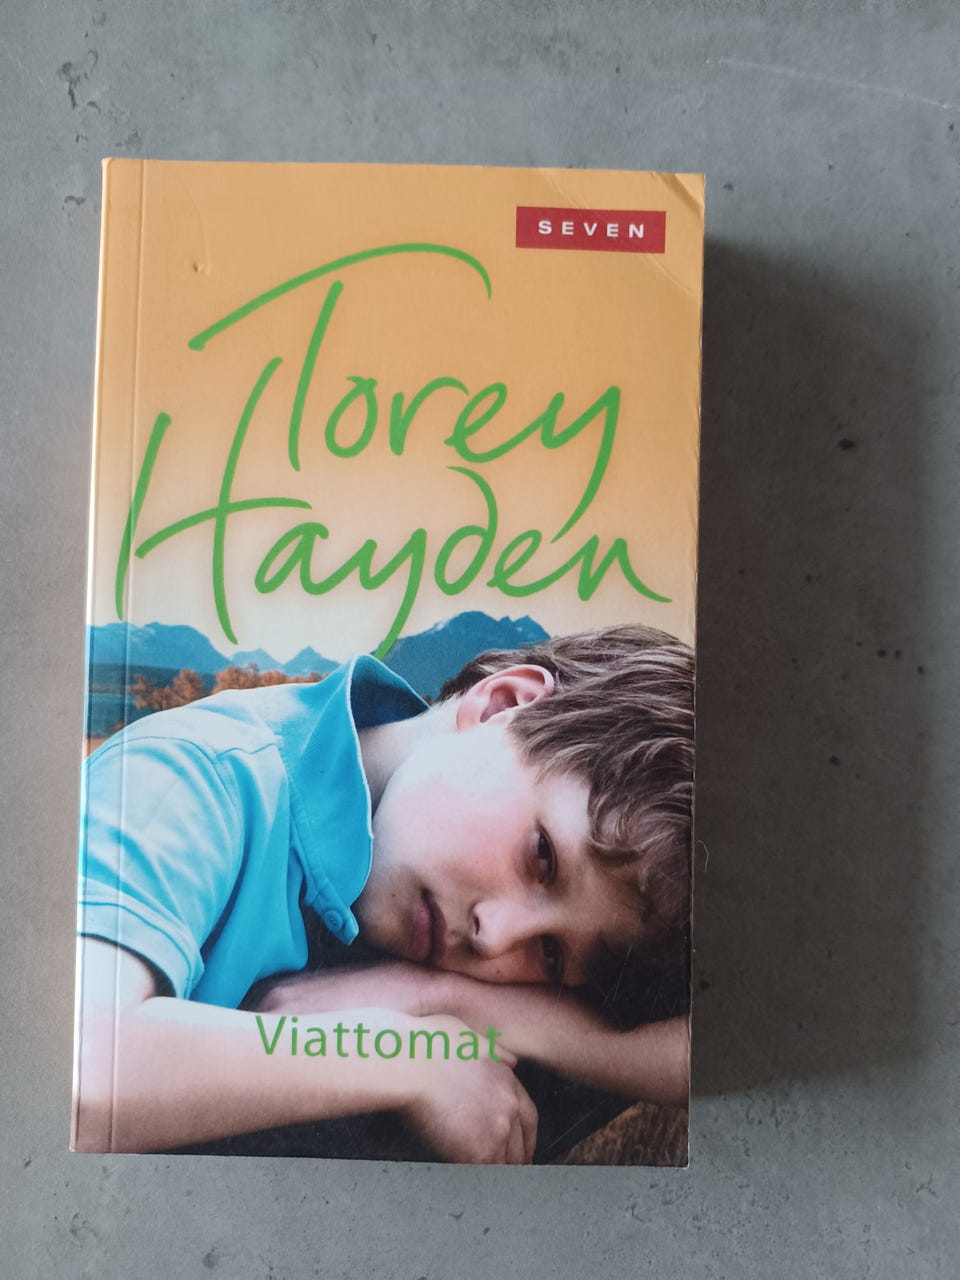 SEVEN
Torey
Hayden
Viattomat